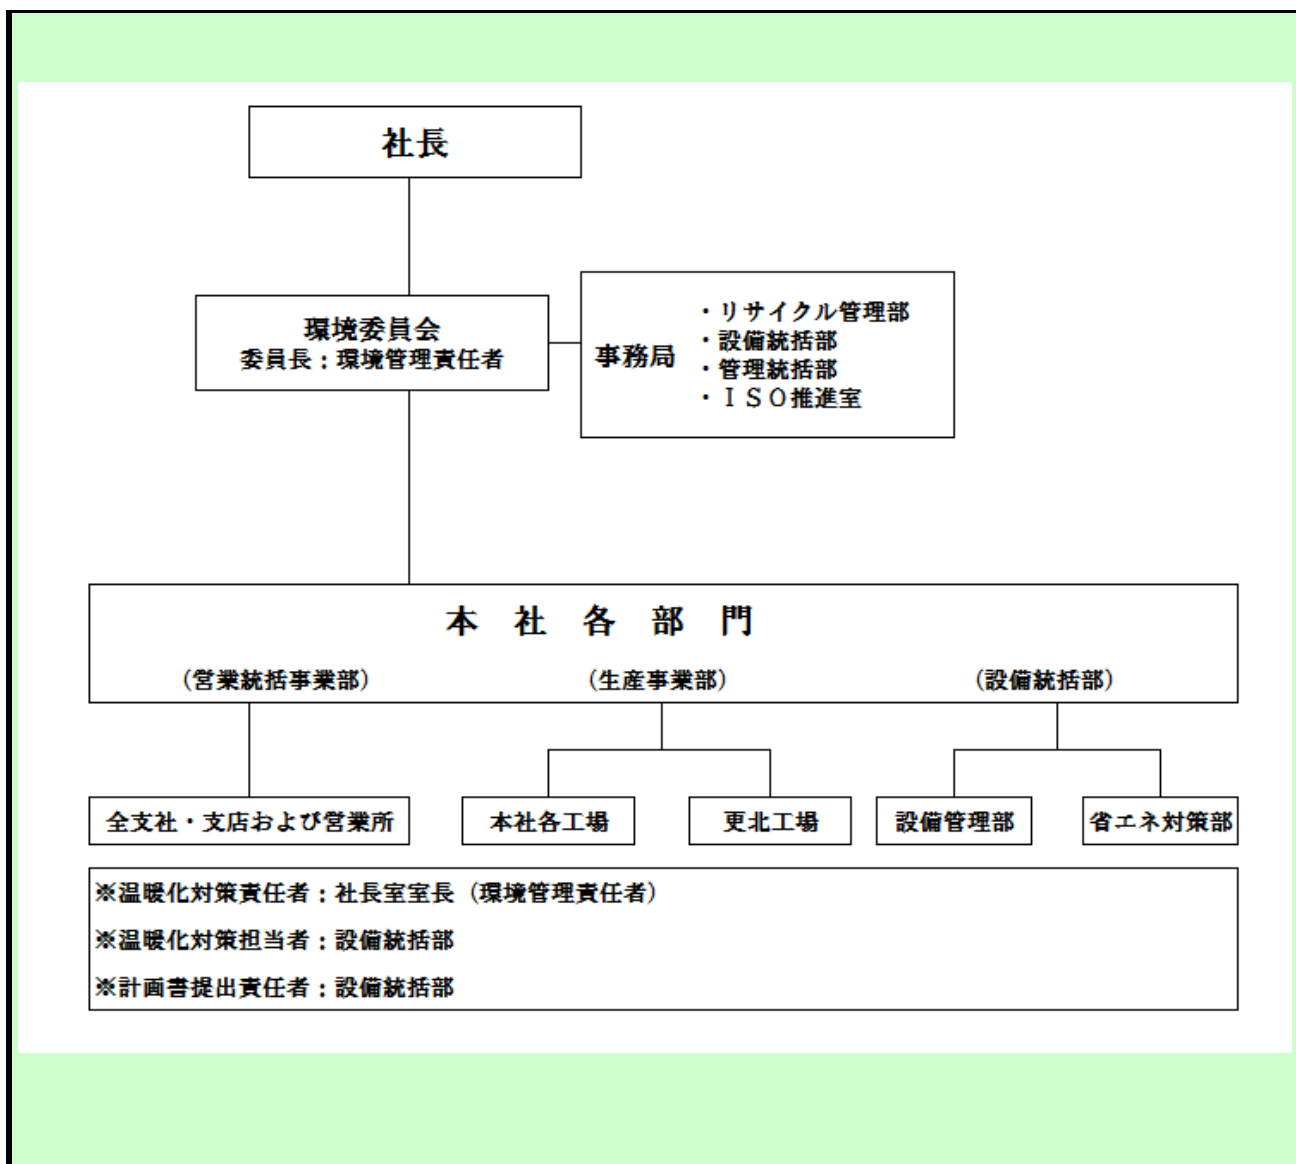 社長
環境委員会
委員長：環境管理責任者
事務局
・リサイクル管理部
・設備統括部
・管理統括部
・ＩＳＯ推進室
本 社 各 部 門
（営業統括事業部）
（生産事業部）
（設備統括部）
全支社・支店および営業所
本社各工場
更北工場
設備管理部
省エネ対策部
※温暖化対策責任者：社長室室長（環境管理責任者）
※温暖化対策担当者：設備統括部
※計画書提出責任者：設備統括部